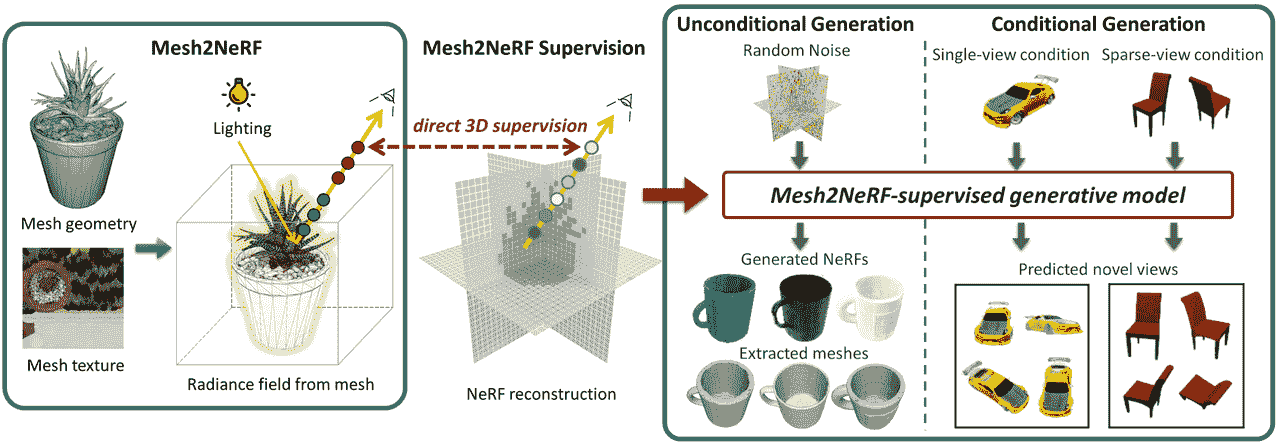 Mesh2NeRF
Mesh geometry
Mesh texture
Lighting
Radiance field from mesh
Mesh2NeRF Supervision
direct 3D supervision
NeRF reconstruction
Unconditional Generation
Random Noise
Conditional Generation
Single-view condition
Sparse-view condition
Mesh2NeRF-supervised generative model
Generated NeRFs
Extracted meshes
Predicted novel views